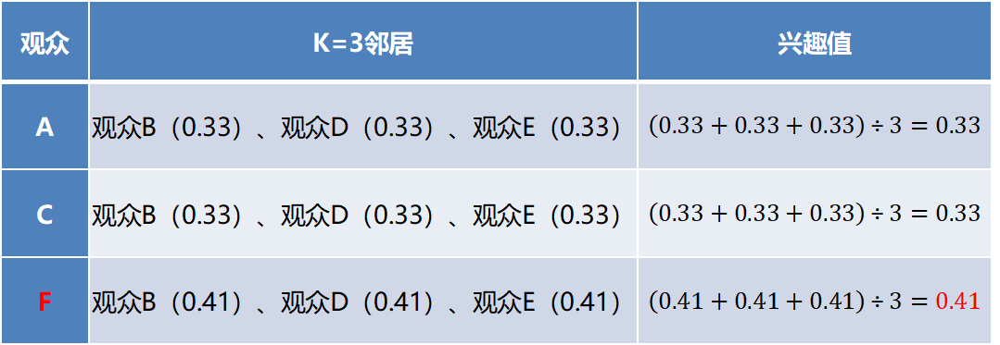 观众 K=3邻居 兴趣值
A 观众B（0.33）、观众D（0.33）、观众E（0.33） (0.33 + 0.33 + 0.33) ÷ 3 = 0.33
C 观众B（0.33）、观众D（0.33）、观众E（0.33） (0.33 + 0.33 + 0.33) ÷ 3 = 0.33
F 观众B（0.41）、观众D（0.41）、观众E（0.41） (0.41 + 0.41 + 0.41) ÷ 3 = 0.41